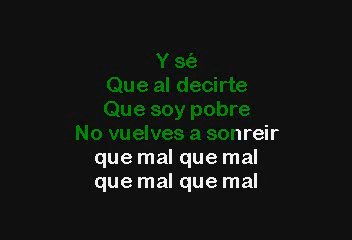 Y sé
Que al decirte
Que soy pobre
No vuelves a sonreir
que mal que mal
que mal que mal